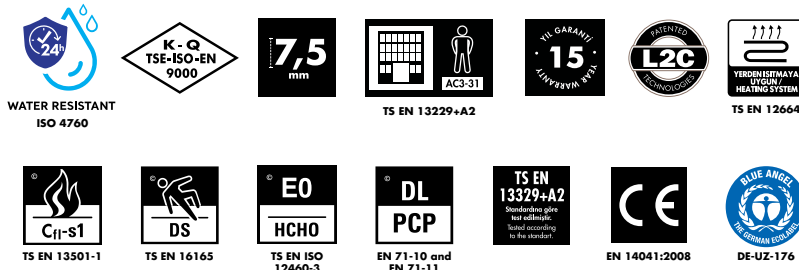 24h
WATER RESISTANT
ISO 4760
K - Q
TSE-ISO-EN
9000
7,5
mm
AC3-31
TS EN 13229+A2
YIL GARANTİ
15
YEAR WARRANTY
PATENTED
L2C
TECHNOLOGIES
YERDEN ISITMAYA
UYGUN /
HEATING SYSTEM
TS EN 12664
©
Cfl-s1
TS EN 13501-1
©
DS
TS EN 16165
©
E0
HCHO
TS EN ISO
12460-3
©
DL
PCP
EN 71-10 and
EN 71-11
TS EN
13329+A2
Standardına göre
test edilmiştir.
Tested according
to the standart.
CE
EN 14041:2008
BLUE ANGEL
THE GERMAN ECOLABEL
DE-UZ-176